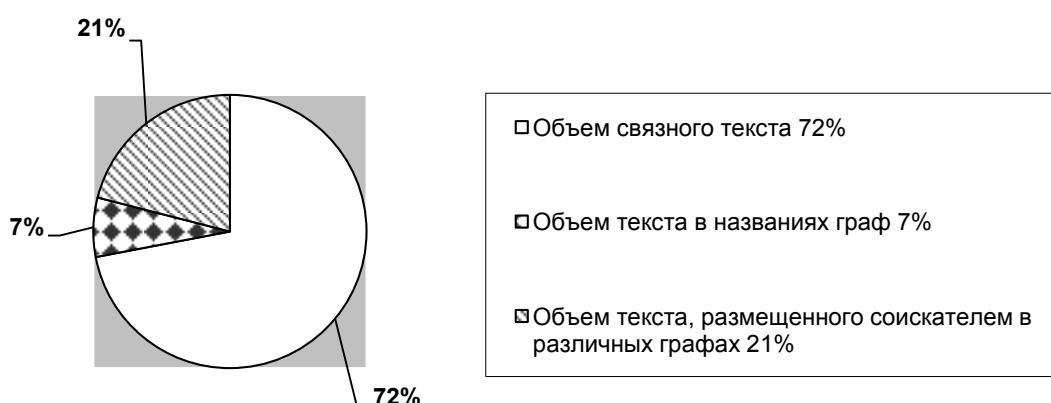 21%
7%
72%
Объем связного текста 72%
Объем текста в названиях граф 7%
Объем текста, размещенного соискателем в
различных графах 21%